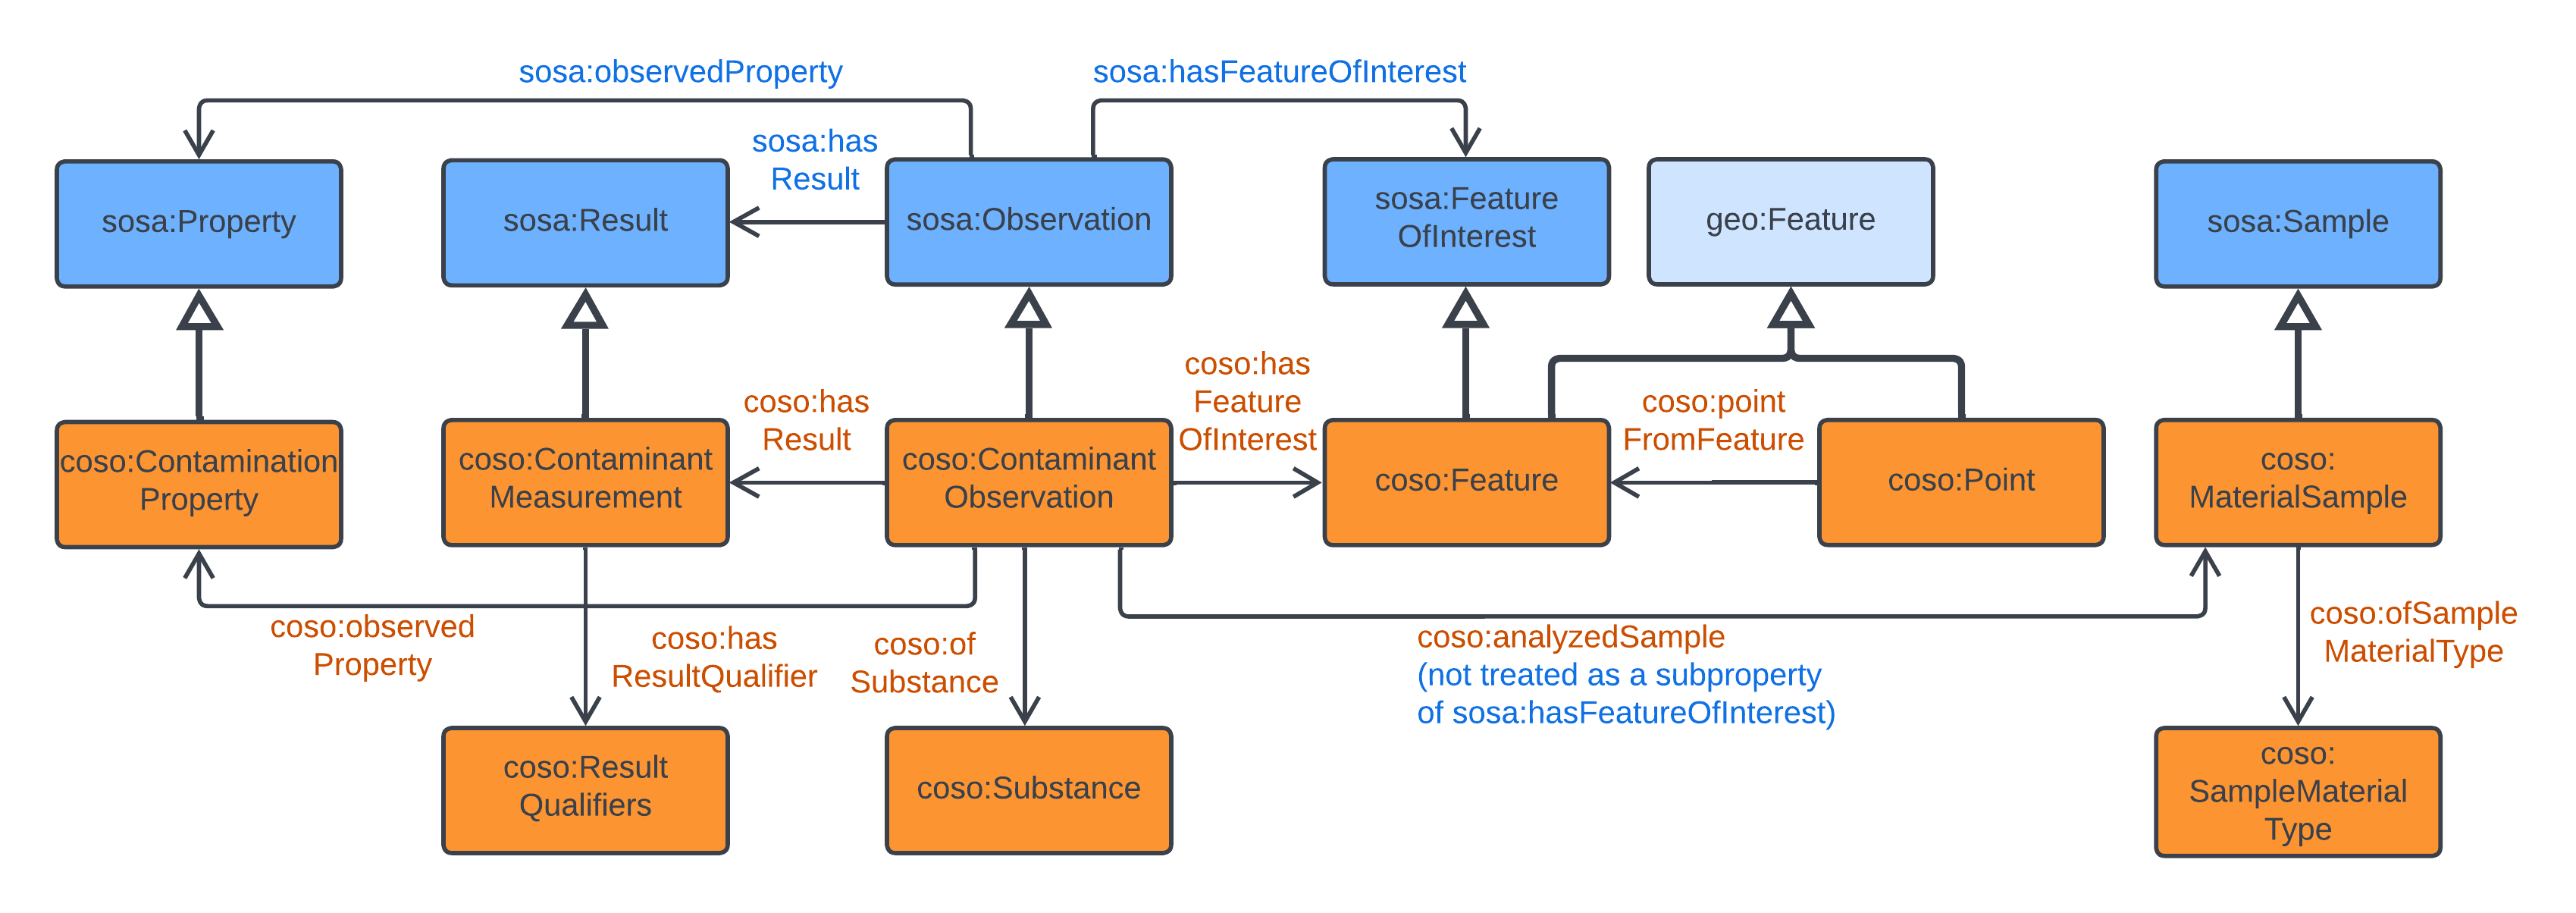 sosa:observedProperty
sosa:hasFeatureOfInterest
sosa:has
Result
sosa:Property
sosa:Result
sosa:Observation
sosa:Feature
OfInterest
geo:Feature
sosa:Sample
coso:has
Result
coso:has
Feature
OfInterest
coso:point
FromFeature
coso:Contamination
Property
coso:Contaminant
Measurement
coso:Contaminant
Observation
coso:Feature
coso:Point
coso:
MaterialSample
coso:observed
Property
coso:has
ResultQualifier
coso:of
Substance
coso:analyzedSample
(not treated as a subproperty
of sosa:hasFeatureOfInterest)
coso:ofSample
MaterialType
coso:Result
Qualifiers
coso:Substance
coso:
SampleMaterial
Type